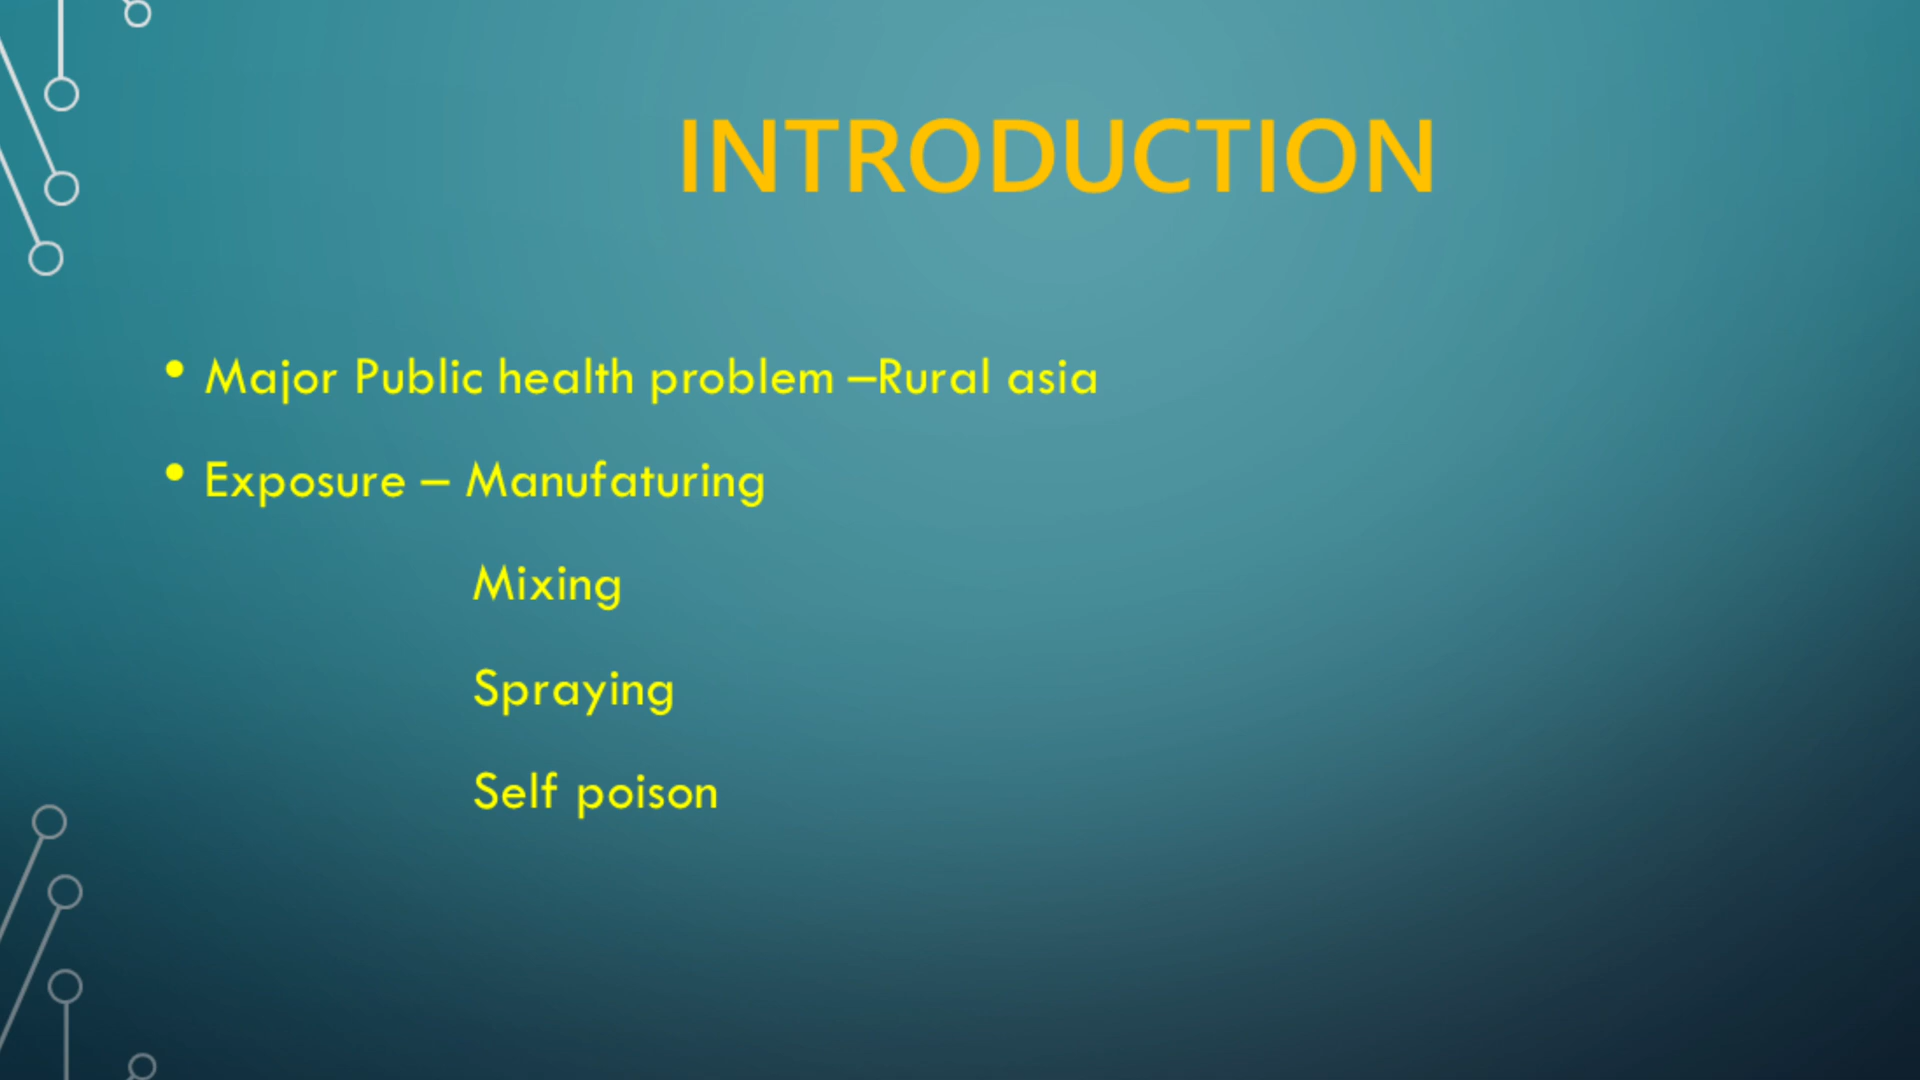 INTRODUCTION
• Major Public health problem –Rural asia
• Exposure – Manufaturing
Mixing
Spraying
Self poison